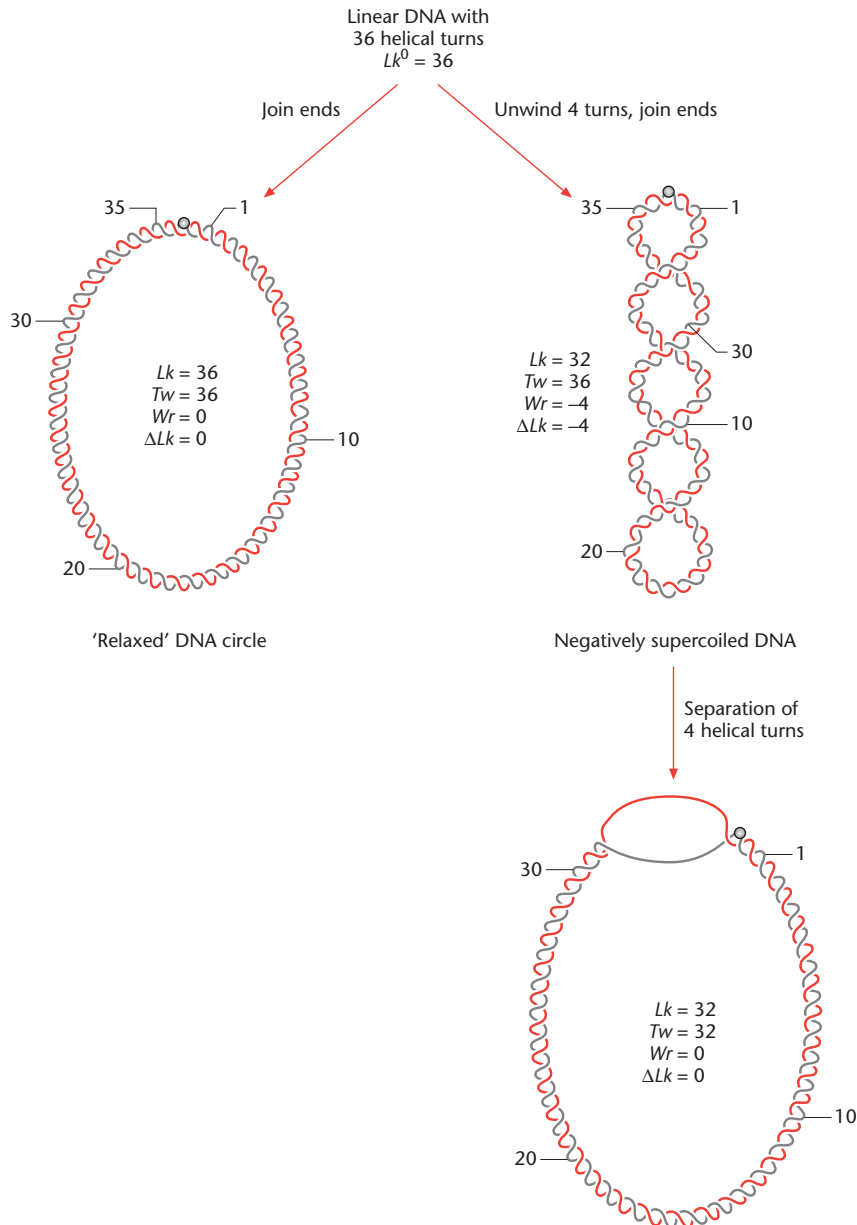 Linear DNA with
36 helical turns
Lk⁰ = 36
Join ends
Unwind 4 turns, join ends
35
1
30
10
20
Lk = 36
Tw = 36
Wr = 0
ΔLk = 0
'Relaxed' DNA circle
35
1
30
10
20
Lk = 32
Tw = 36
Wr = –4
ΔLk = –4
Negatively supercoiled DNA
Separation of
4 helical turns
30
1
10
20
Lk = 32
Tw = 32
Wr = 0
ΔLk = 0